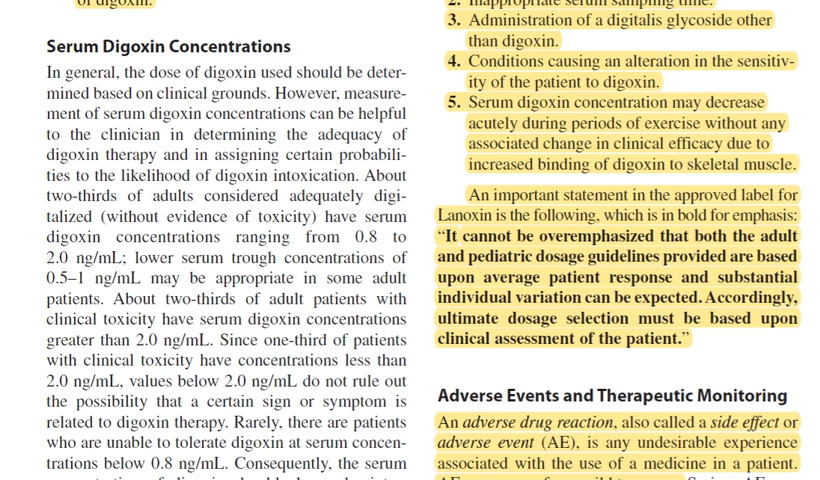 of digoxin.
Serum Digoxin Concentrations
In general, the dose of digoxin used should be deter-
mined based on clinical grounds. However, measure-
ment of serum digoxin concentrations can be helpful
to the clinician in determining the adequacy of
digoxin therapy and in assigning certain probabili-
ties to the likelihood of digoxin intoxication. About
two-thirds of adults considered adequately digi-
talized (without evidence of toxicity) have serum
digoxin concentrations ranging from 0.8 to
2.0 ng/mL; lower serum trough concentrations of
0.5–1 ng/mL may be appropriate in some adult
patients. About two-thirds of adult patients with
clinical toxicity have serum digoxin concentrations
greater than 2.0 ng/mL. Since one-third of patients
with clinical toxicity have concentrations less than
2.0 ng/mL, values below 2.0 ng/mL do not rule out
the possibility that a certain sign or symptom is
related to digoxin therapy. Rarely, there are patients
who are unable to tolerate digoxin at serum concen-
trations below 0.8 ng/mL. Consequently, the serum
2. Inappropriate serum sampling time.
3. Administration of a digitalis glycoside other
than digoxin.
4. Conditions causing an alteration in the sensitiv-
ity of the patient to digoxin.
5. Serum digoxin concentration may decrease
acutely during periods of exercise without any
associated change in clinical efficacy due to
increased binding of digoxin to skeletal muscle.
An important statement in the approved label for
Lanoxin is the following, which is in bold for emphasis:
“It cannot be overemphasized that both the adult
and pediatric dosage guidelines provided are based
upon average patient response and substantial
individual variation can be expected. Accordingly,
ultimate dosage selection must be based upon
clinical assessment of the patient.”
Adverse Events and Therapeutic Monitoring
An adverse drug reaction, also called a side effect or
adverse event (AE), is any undesirable experience
associated with the use of a medicine in a patient.